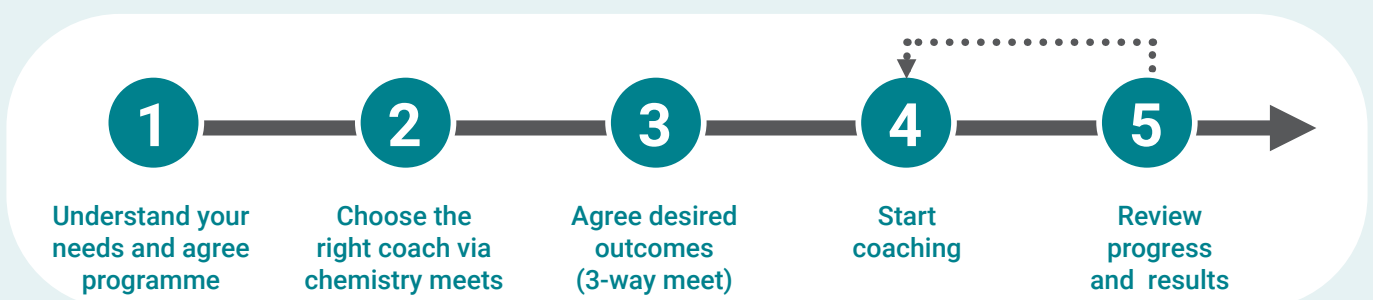 1
2
3
4
5
Understand your
needs and agree
programme
Choose the
right coach via
chemistry meets
Agree desired
outcomes
(3-way meet)
Start
coaching
Review
progress
and results